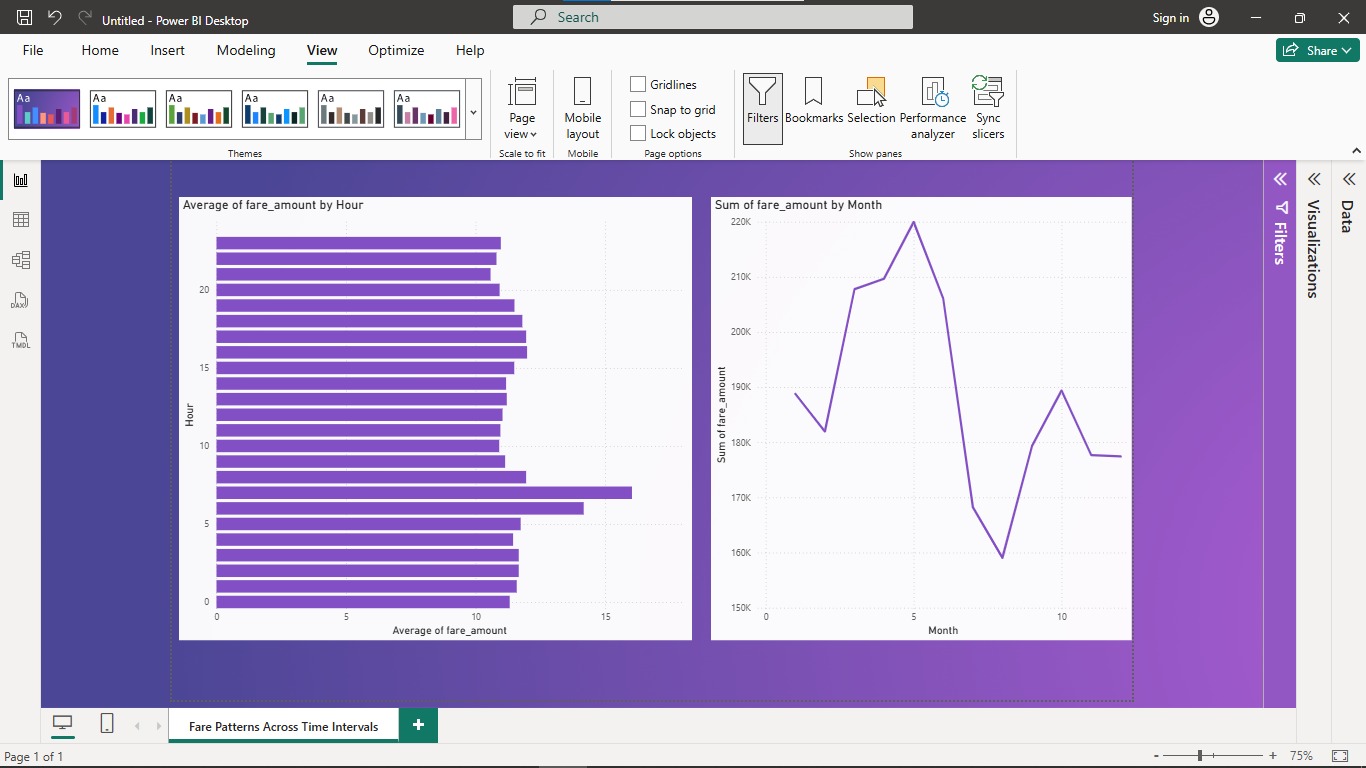 Untitled - Power BI Desktop
Search
Sign in
File
Home
Insert
Modeling
View
Optimize
Help
Share
Aa
Aa
Aa
Aa
Aa
Aa
Themes
Page
view
Scale to fit
Mobile
layout
Mobile
Gridlines
Snap to grid
Lock objects
Page options
Filters
Bookmarks
Selection
Performance
analyzer
Sync
slicers
Show panes
DAX
TMDL
Average of fare_amount by Hour
Hour
20
15
10
5
0
0
5
10
15
Average of fare_amount
Sum of fare_amount by Month
Sum of fare_amount
220K
210K
200K
190K
180K
170K
160K
150K
0
5
10
Month
Filters
Visualizations
Data
Fare Patterns Across Time Intervals
+
Page 1 of 1
-
+
75%